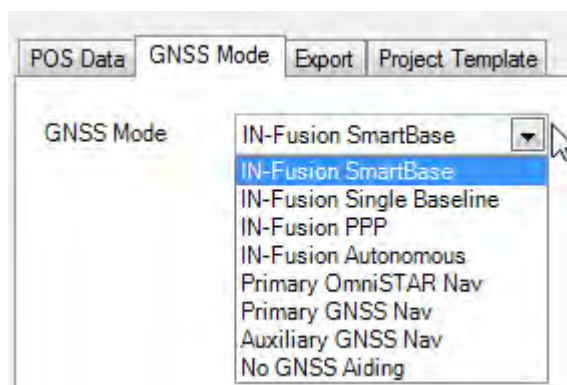 POS Data GNSS Mode Export Project Template
GNSS Mode IN-Fusion SmartBase
IN-Fusion SmartBase
IN-Fusion Single Baseline
IN-Fusion PPP
IN-Fusion Autonomous
Primary OmniSTAR Nav
Primary GNSS Nav
Auxiliary GNSS Nav
No GNSS Aiding